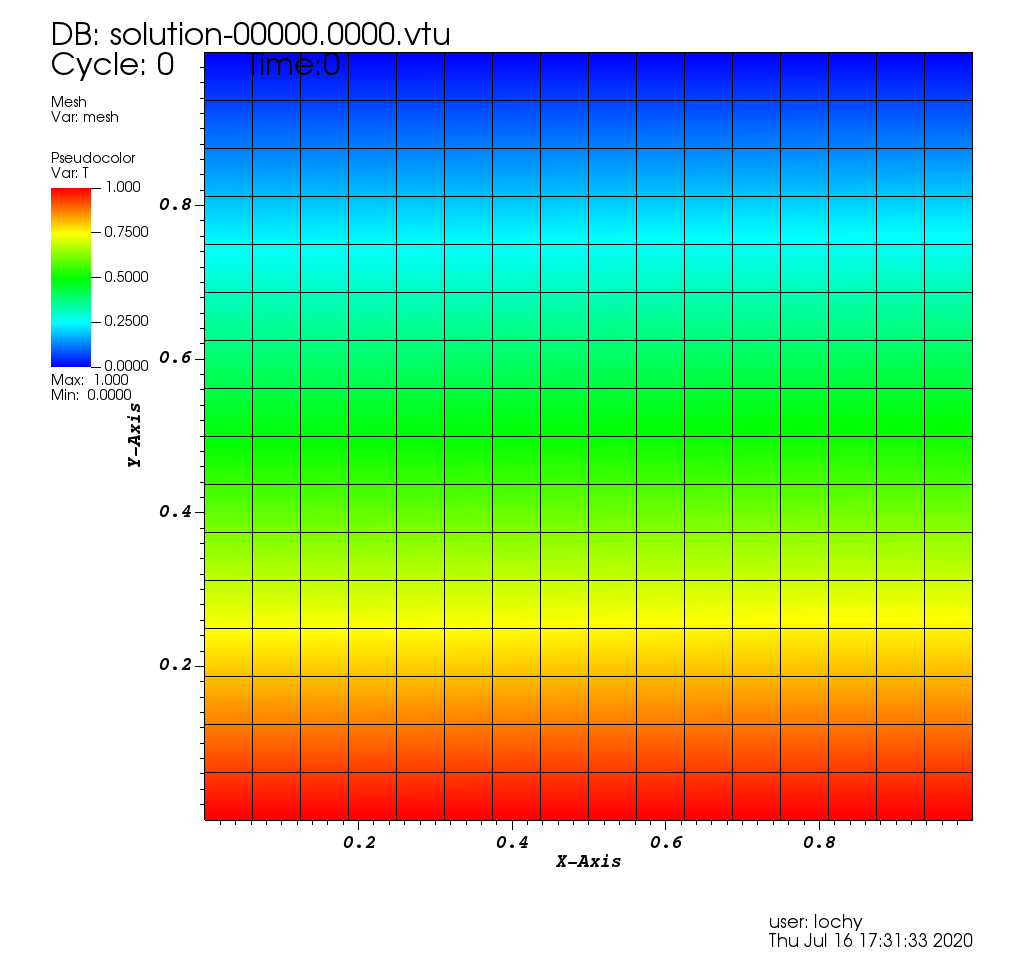 DB: solution-00000.0000.vtu
Cycle: 0 Time:0
Mesh
Var: mesh
Pseudocolor
Var: T
1.000
0.7500
0.5000
0.2500
0.0000
Max: 1.000
Min: 0.0000
Y-Axis
0.8
0.6
0.4
0.2
0.2 0.4 0.6 0.8
X-Axis
user: lochy
Thu Jul 16 17:31:33 2020